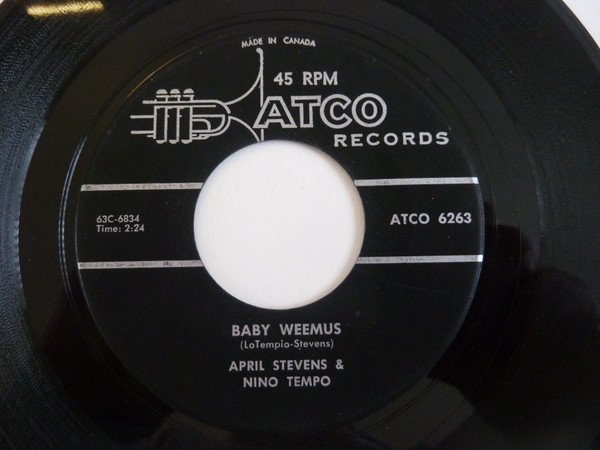 MADE IN CANADA
45 RPM
ATCO
RECORDS
63C-6834
Time: 2:24
ATCO 6263
BABY WEEMUS
(LoTempio-Stevens)
APRIL STEVENS &
NINO TEMPO